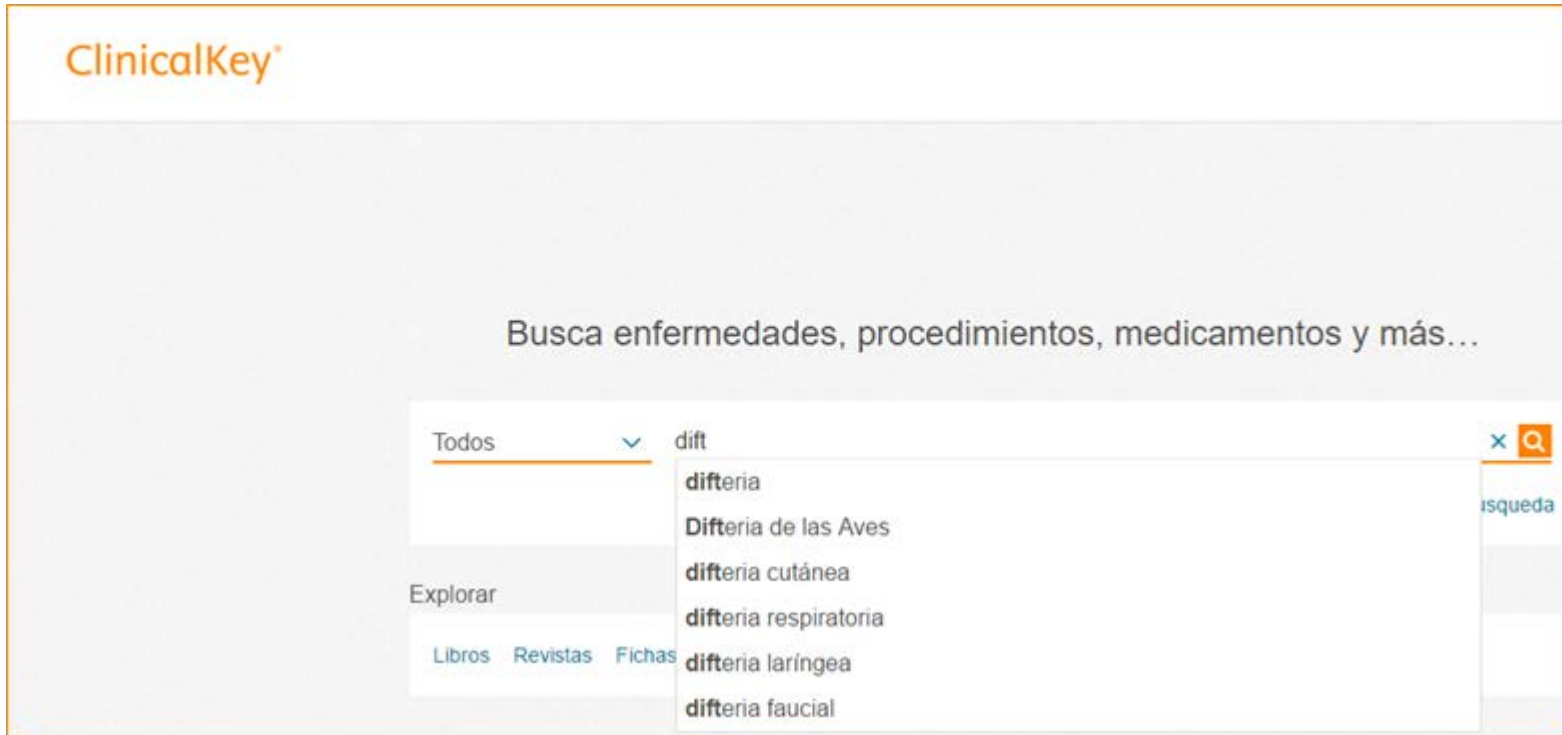 ClinicalKey®
Busca enfermedades, procedimientos, medicamentos y más...
Todos dift
difteria
Difteria de las Aves
difteria cutánea
difteria respiratoria
difteria laríngea
difteria faucial
Explorar
Libros Revistas Fichas